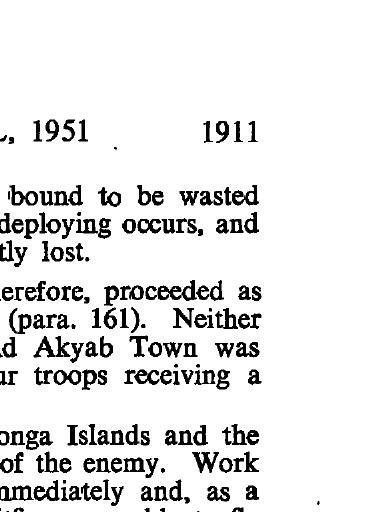 , 1951 1911
bound to be wasted
deploying occurs, and
tly lost.
erefore, proceeded as
(para. 161). Neither
d Akyab Town was
ur troops receiving a
onga Islands and the
of the enemy. Work
mmediately and, as a